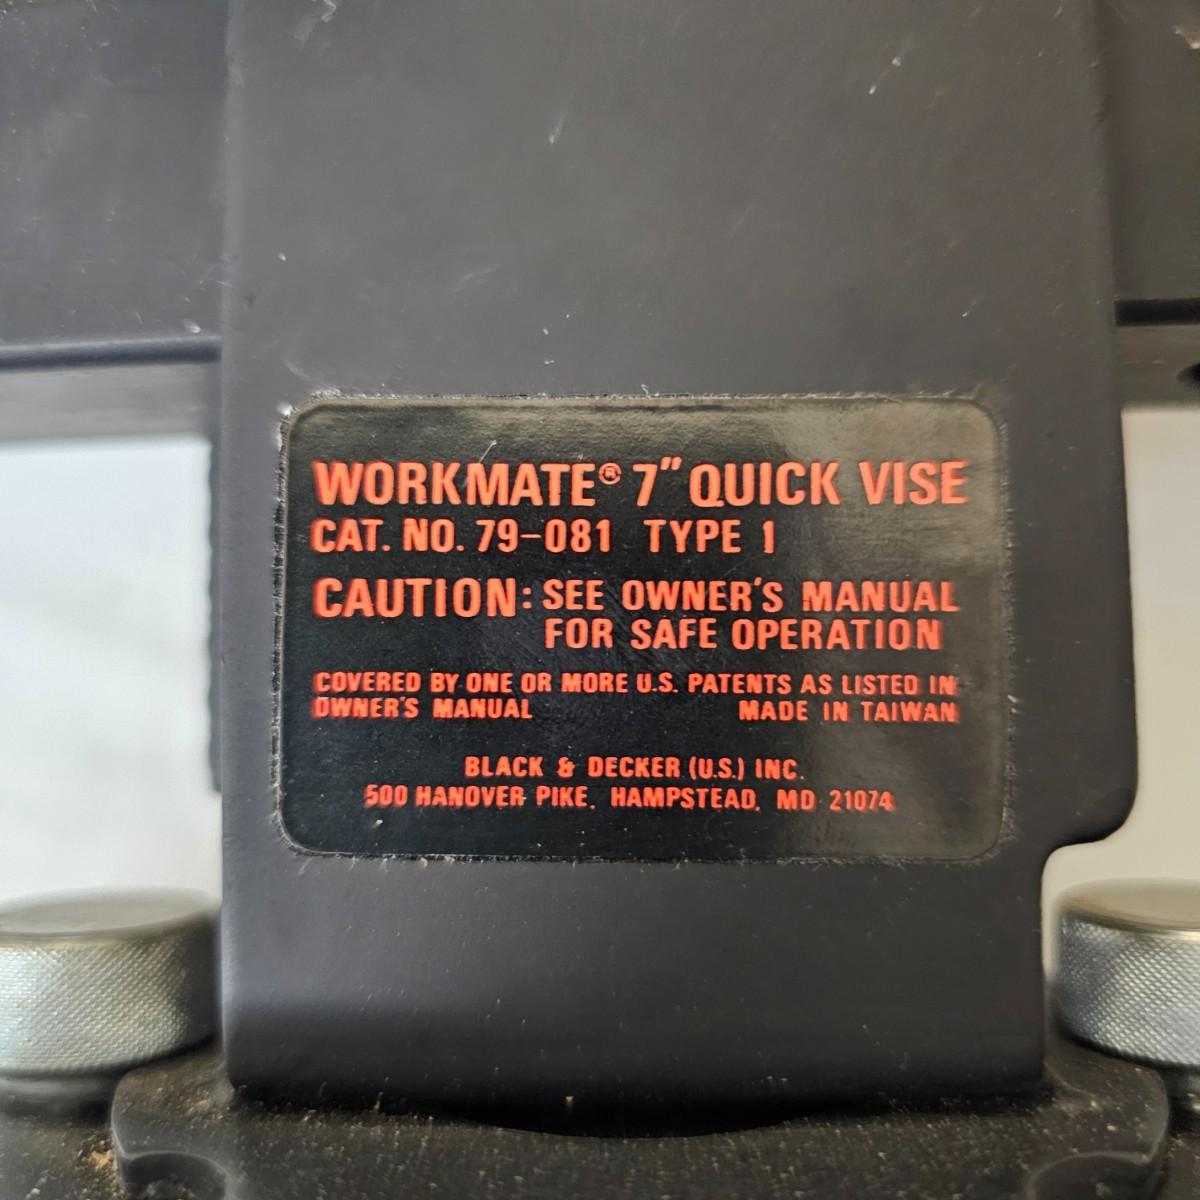 WORKMATE® 7" QUICK VISE
CAT. NO. 79-081 TYPE 1
CAUTION: SEE OWNER'S MANUAL
FOR SAFE OPERATION
COVERED BY ONE OR MORE U.S. PATENTS AS LISTED IN
OWNER'S MANUAL MADE IN TAIWAN
BLACK & DECKER (U.S.) INC.
500 HANOVER PIKE, HAMPSTEAD, MD 21074